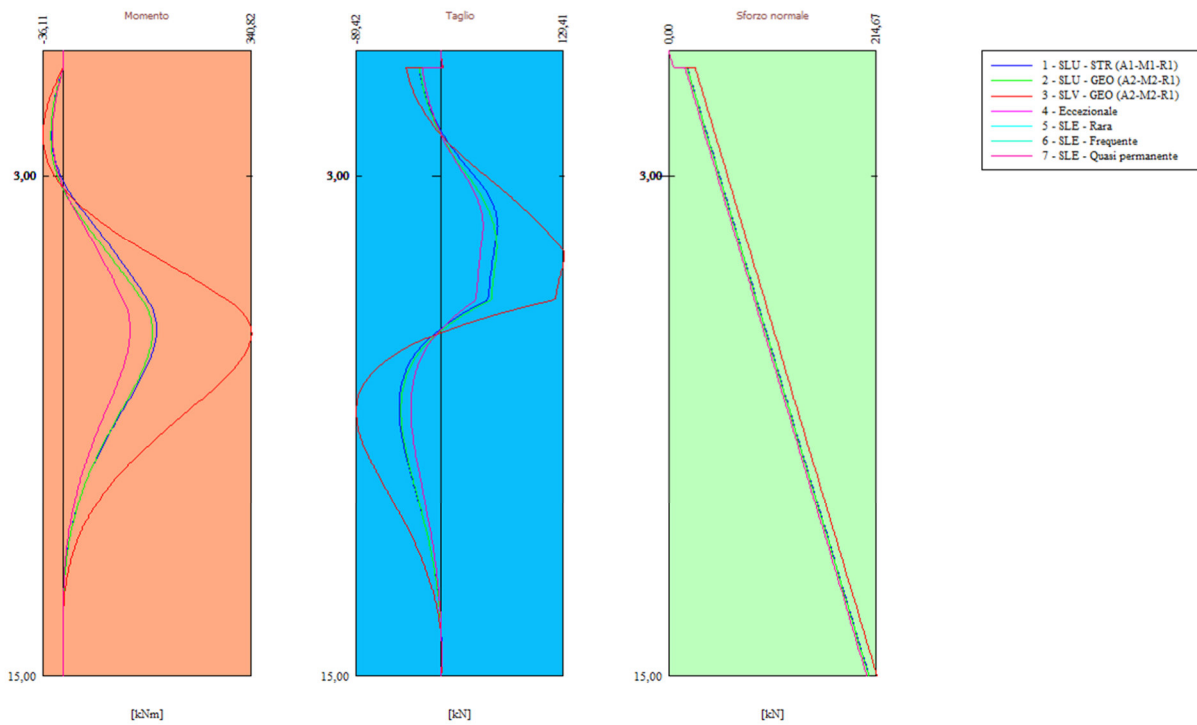 Momento
-36,11
340,82
3,00
15,00
[kNm]
Taglio
-89,42
129,41
3,00
15,00
[kN]
Sforzo normale
0,00
214,67
3,00
15,00
[kN]
1 - SLU - STR (A1-M1-R1)
2 - SLU - GEO (A2-M2-R1)
3 - SLV - GEO (A2-M2-R1)
4 - Eccezionale
5 - SLE - Rara
6 - SLE - Frequente
7 - SLE - Quasi permanente